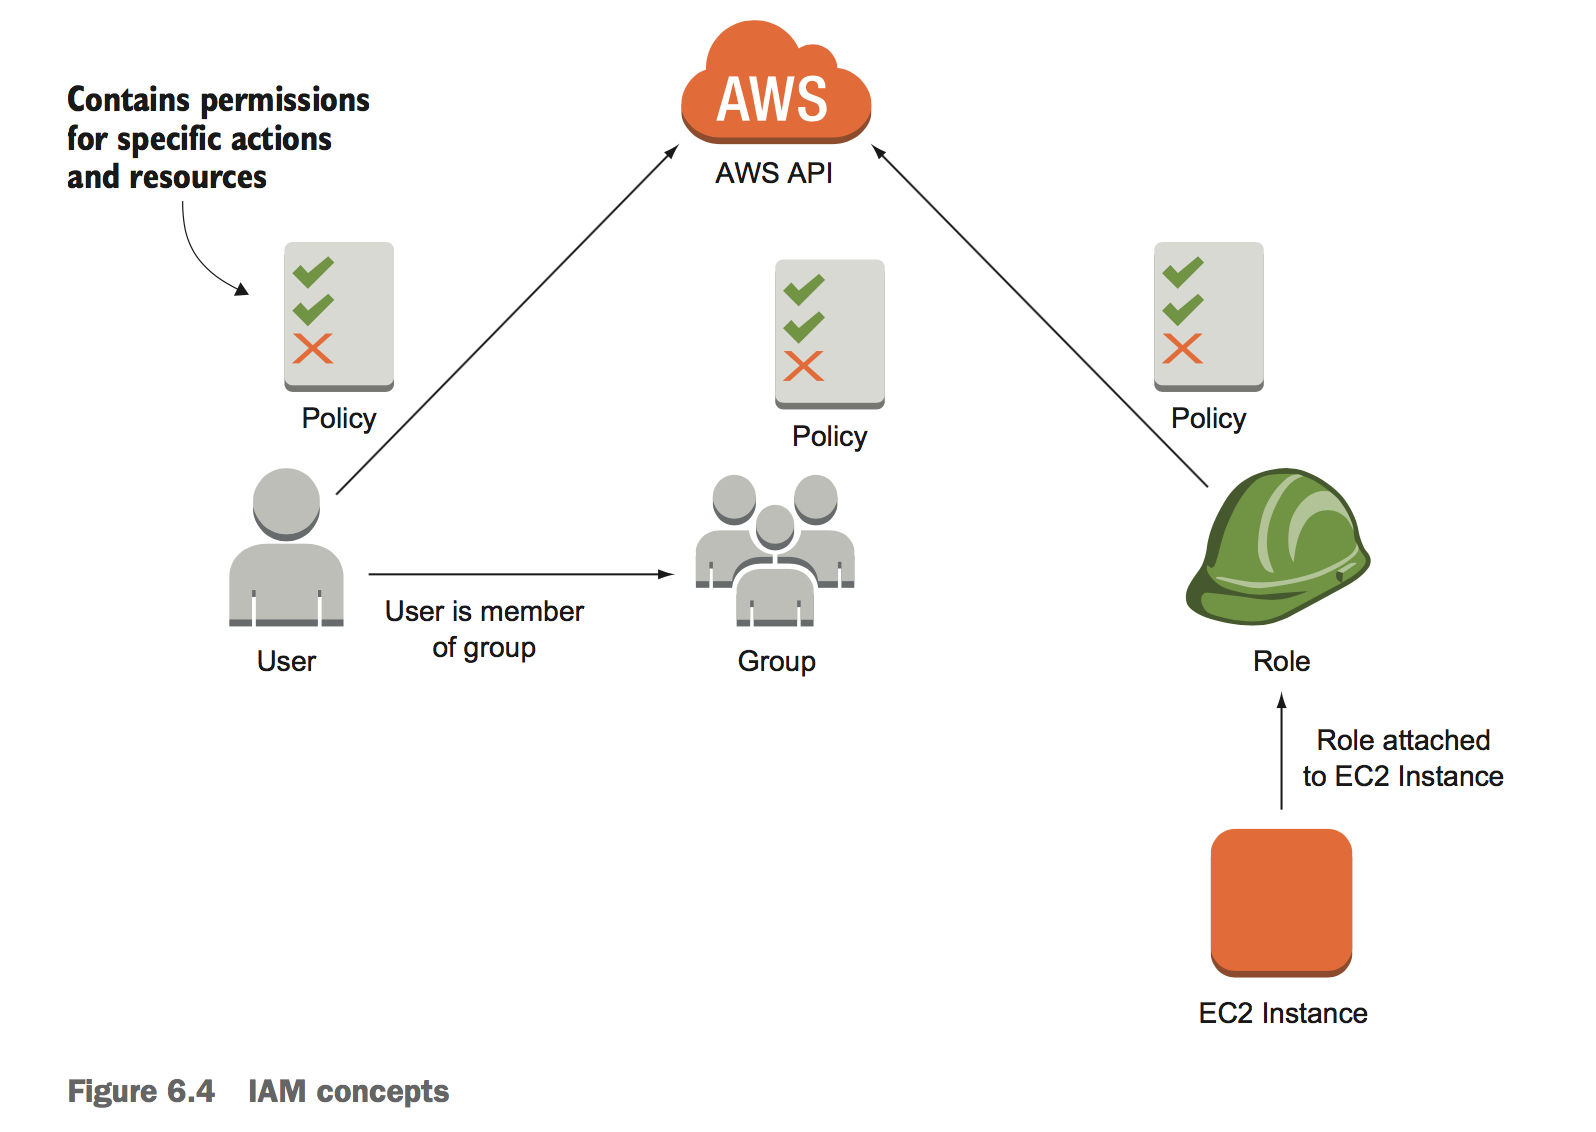 Contains permissions
for specific actions
and resources
AWS
AWS API
Policy
Policy
Policy
User is member
of group
User
Group
Role
Role attached
to EC2 Instance
EC2 Instance
Figure 6.4 IAM concepts